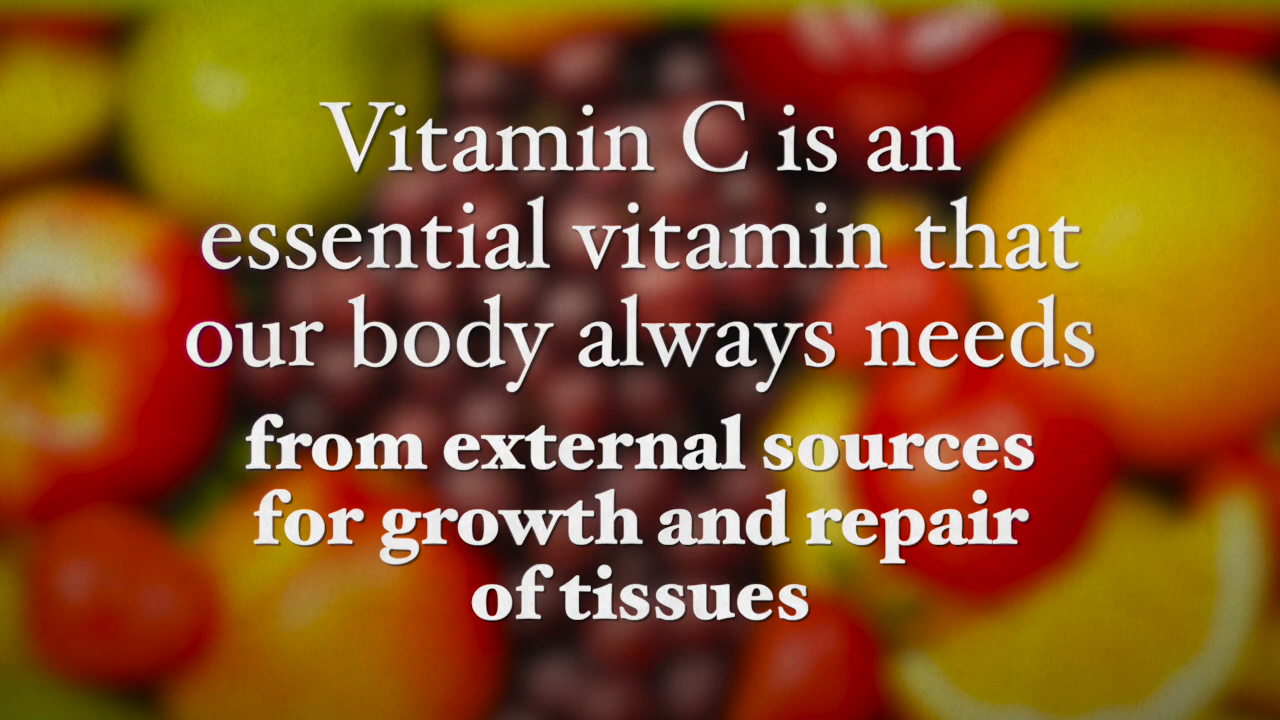 Vitamin C is an
essential vitamin that
our body always needs
from external sources
for growth and repair
of tissues